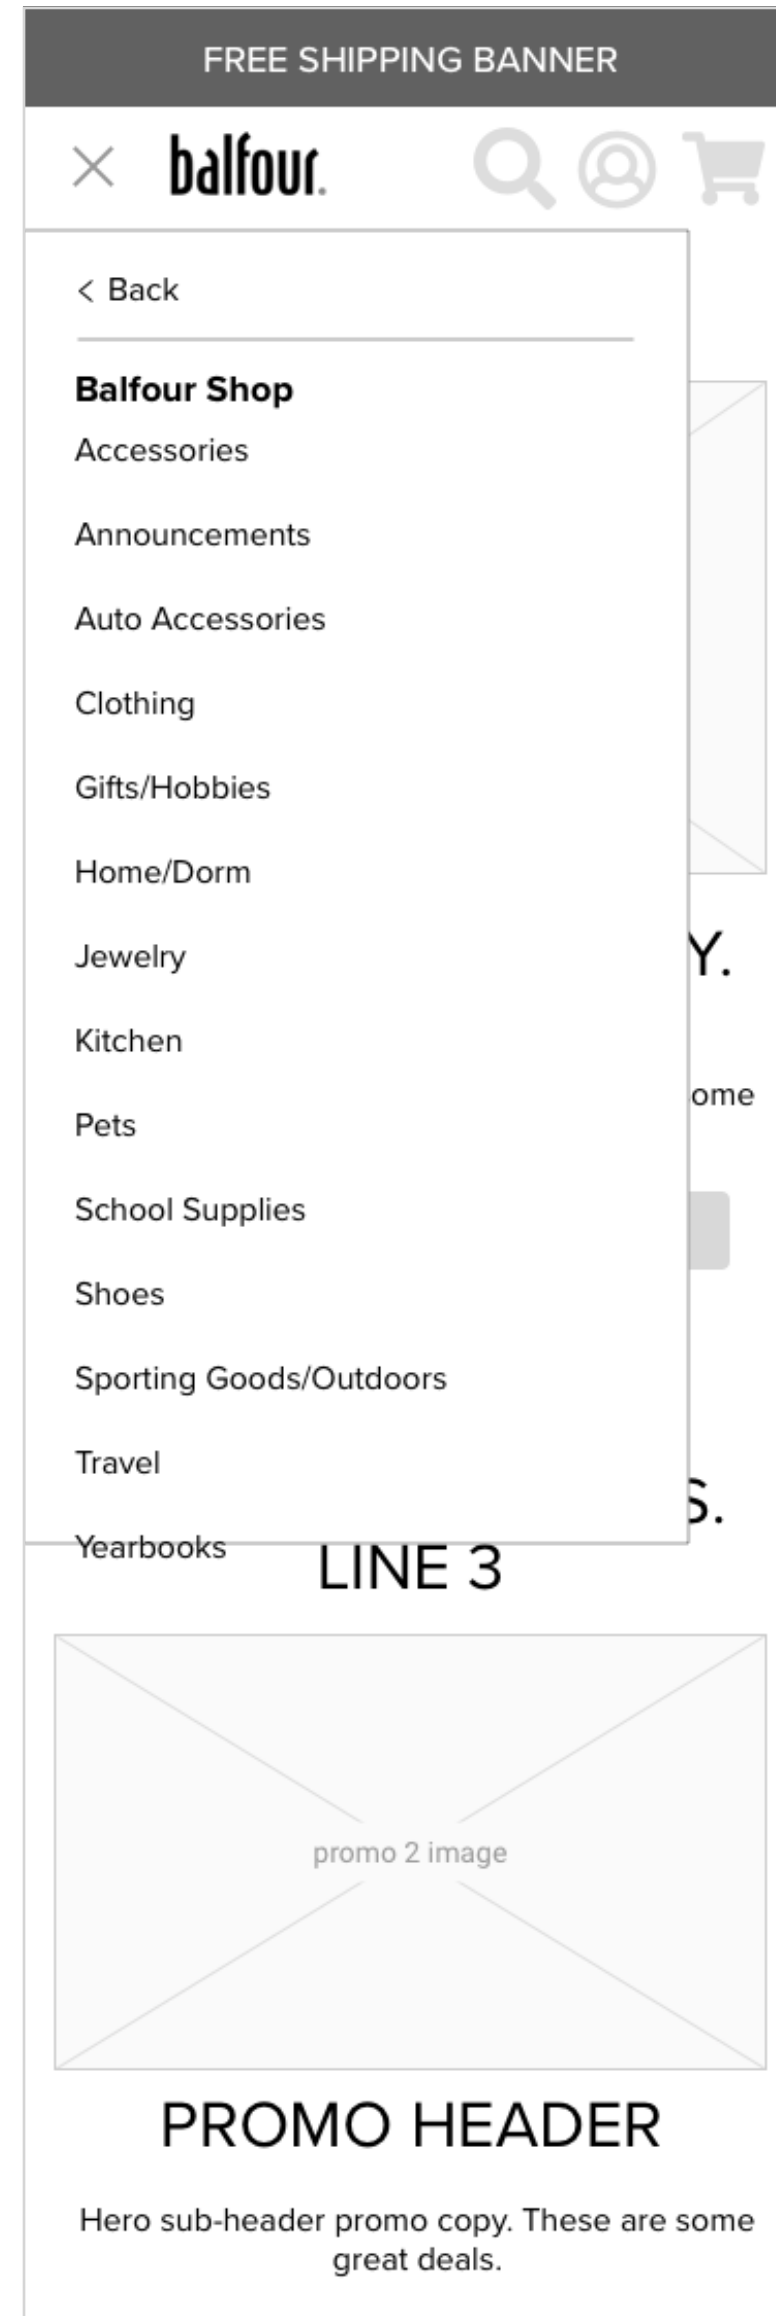 FREE SHIPPING BANNER
balfour.
< Back
Balfour Shop
Accessories
Announcements
Auto Accessories
Clothing
Gifts/Hobbies
Home/Dorm
Jewelry
Y.
Kitchen
ome
Pets
School Supplies
Shoes
Sporting Goods/Outdoors
Travel
S.
Yearbooks
LINE 3
promo 2 image
PROMO HEADER
Hero sub-header promo copy. These are some
great deals.